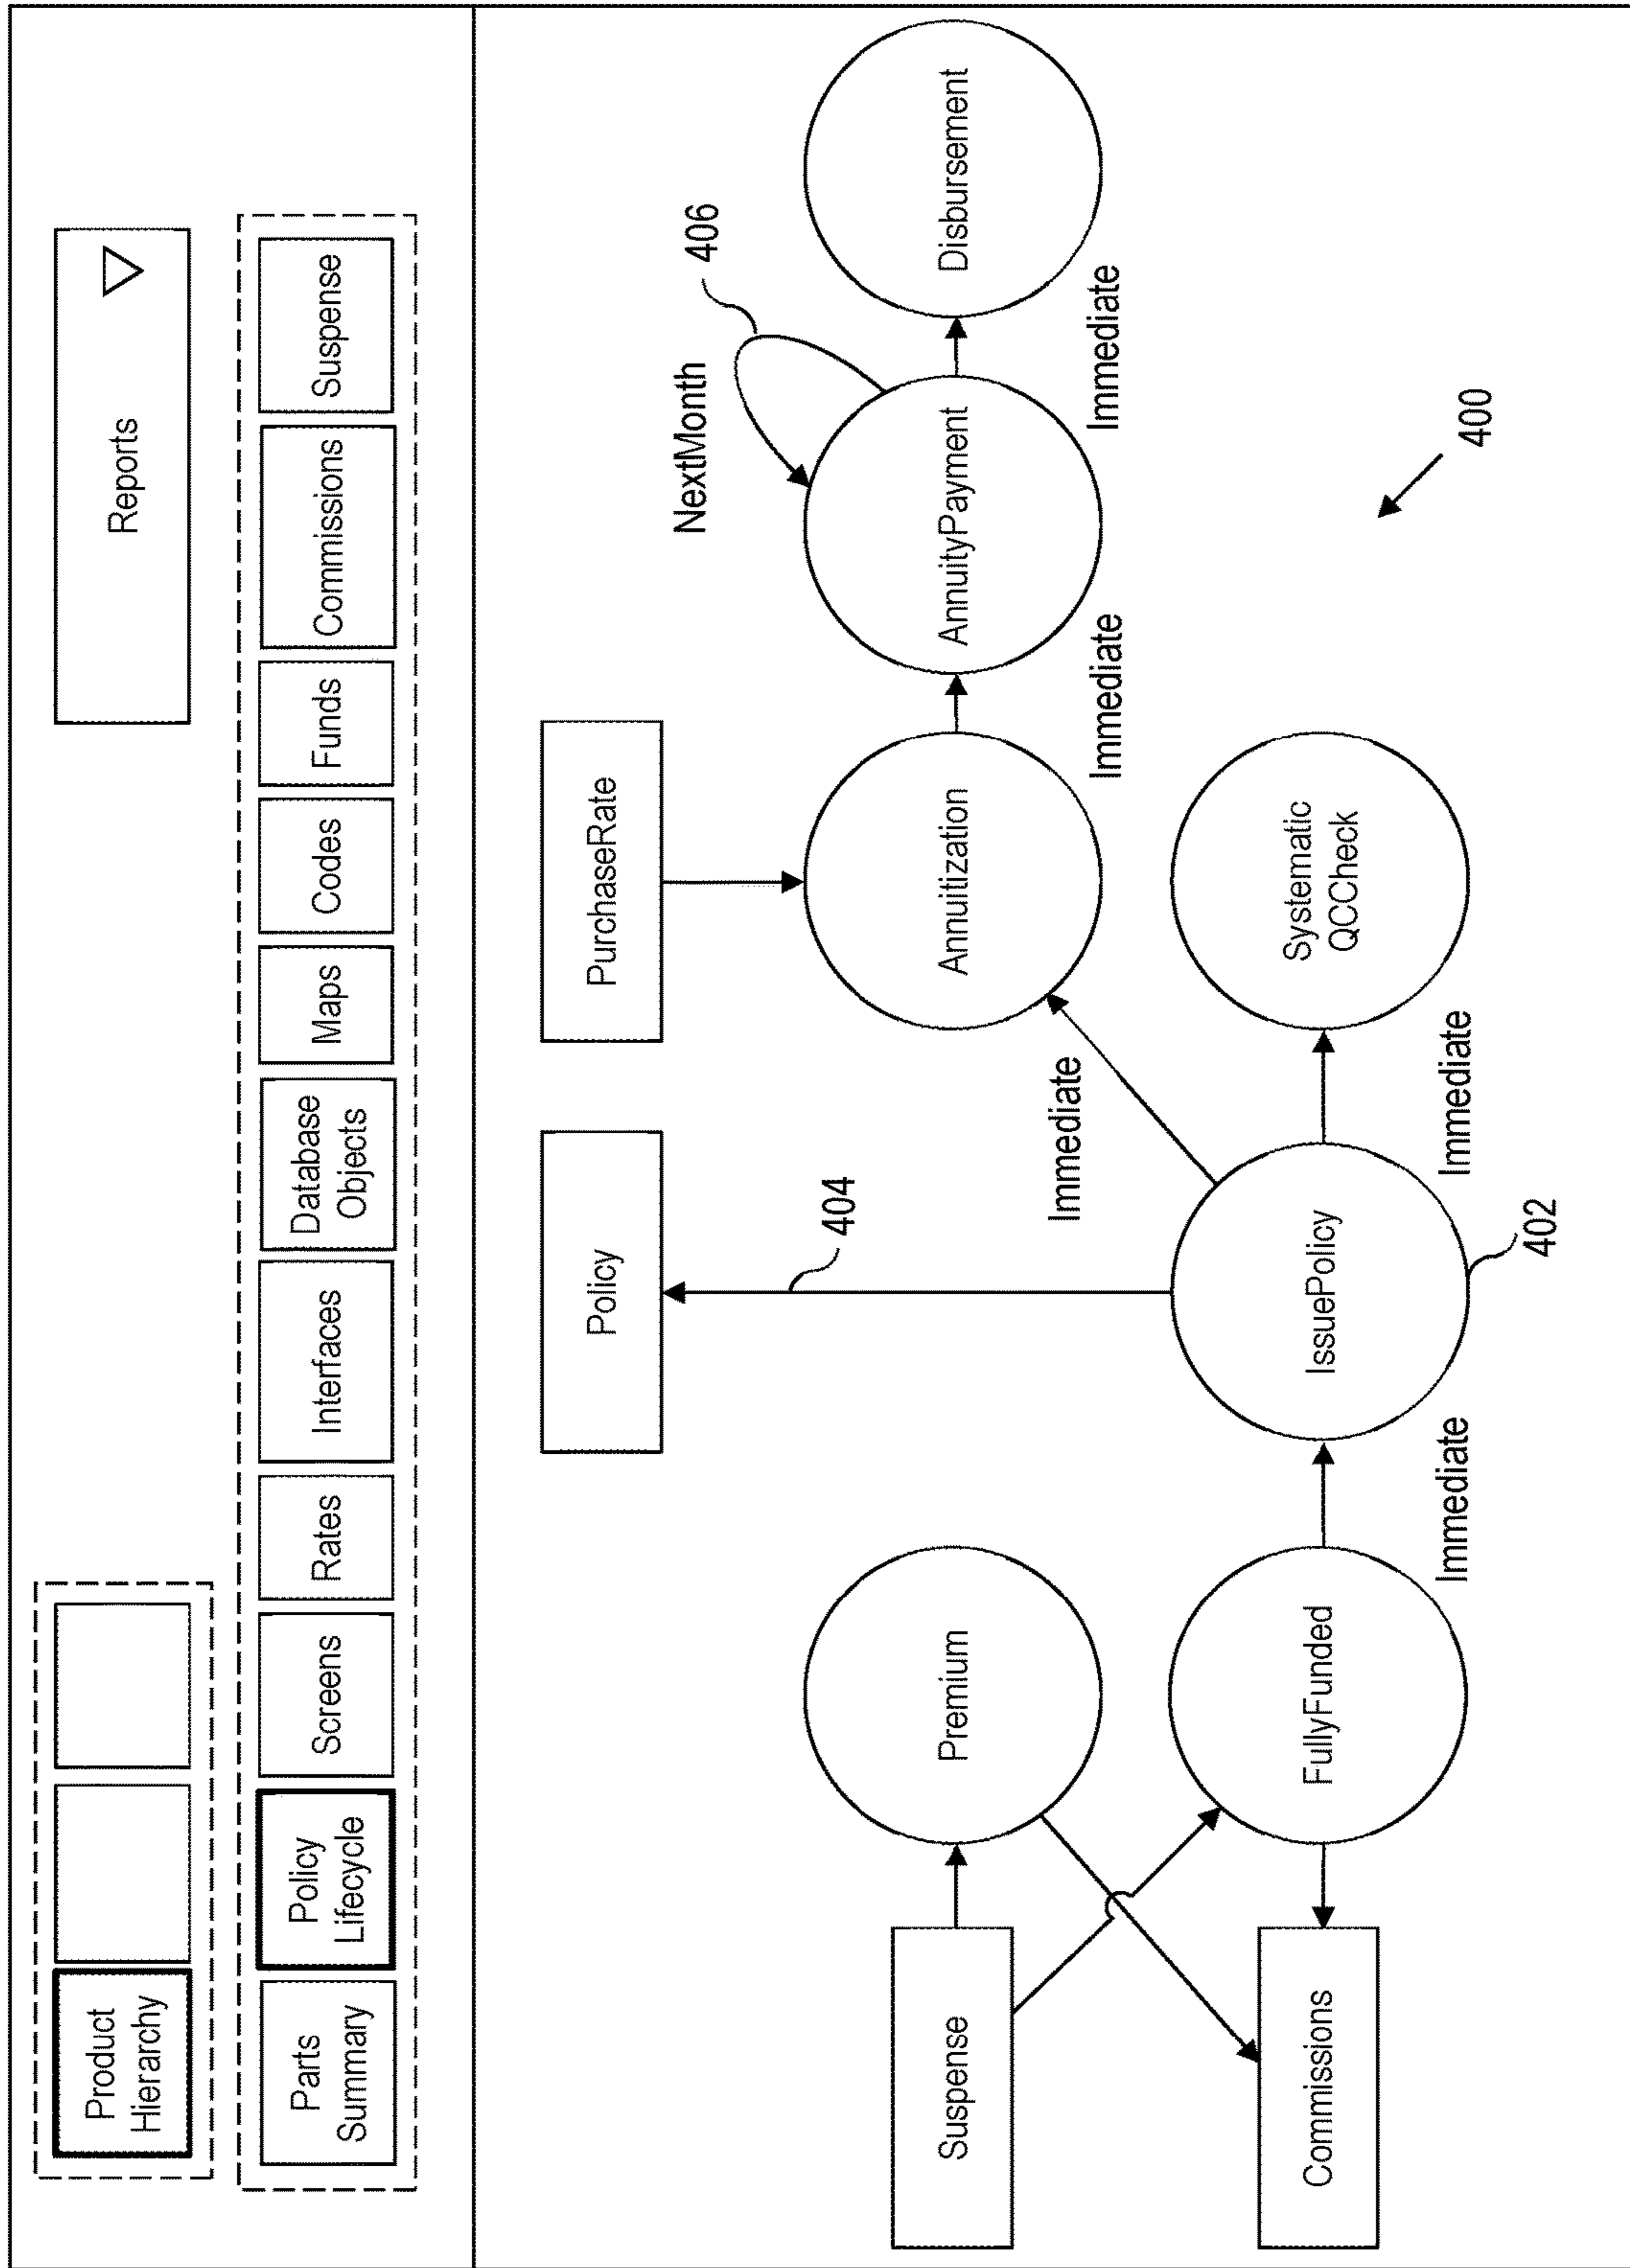 Product
Hierarchy
Reports
Parts
Summary
Policy
Lifecycle
Screens
Rates
Interfaces
Database
Objects
Maps
Codes
Funds
Commissions
Suspense
Policy
PurchaseRate
NextMonth
406
404
Suspense
Premium
Immediate
Annuitization
AnnuityPayment
Disbursement
Immediate
Immediate
Commissions
FullyFunded
IssuePolicy
Systematic
QCCheck
Immediate
Immediate
402
400